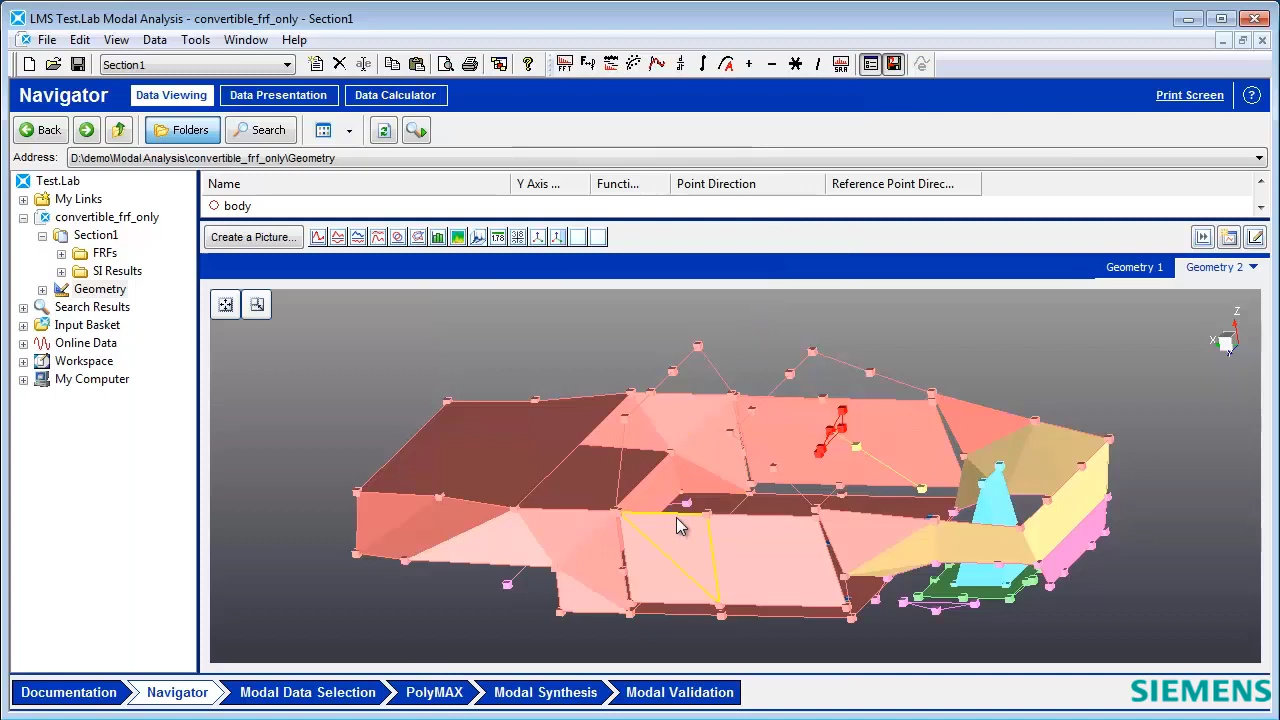 LMS Test.Lab Modal Analysis - convertible_frf_only - Section1
File Edit View Data Tools Window Help
Section1
Navigator Data Viewing Data Presentation Data Calculator Print Screen
Back Folders Search
Address: D:\demo\Modal Analysis\convertible_frf_only\Geometry
Test.Lab
My Links
convertible_frf_only
Section1
FRFs
SI Results
Geometry
Search Results
Input Basket
Online Data
Workspace
My Computer
Name Y Axis ... Functi... Point Direction Reference Point Direc...
body
Create a Picture...
Geometry 1 Geometry 2
Z
X
Documentation Navigator Modal Data Selection PolyMAX Modal Synthesis Modal Validation
SIEMENS